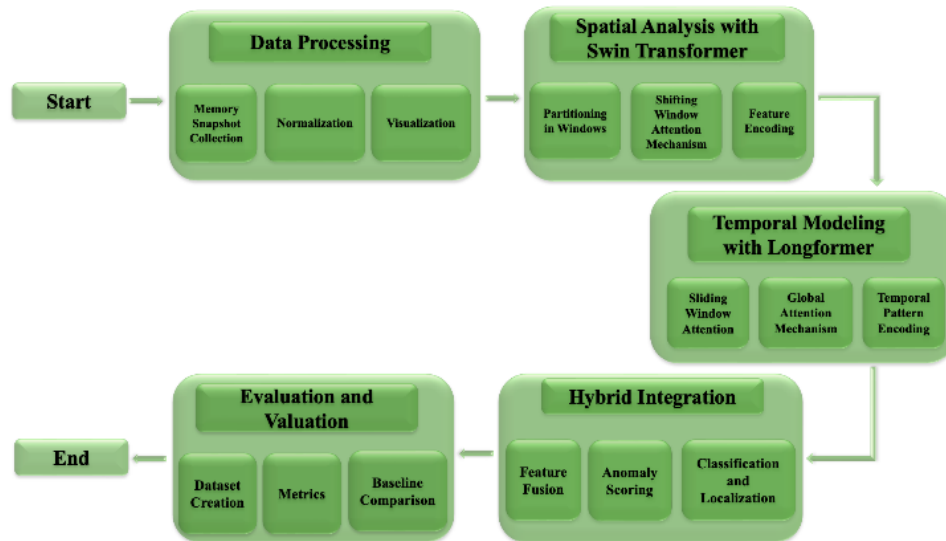 Start
Data Processing
Memory
Snapshot
Collection
Normalization
Visualization
Spatial Analysis with
Swin Transformer
Partitioning
in Windows
Shifting
Window
Attention
Mechanism
Feature
Encoding
Temporal Modeling
with Longformer
Sliding
Window
Attention
Global
Attention
Mechanism
Temporal
Pattern
Encoding
Hybrid Integration
Feature
Fusion
Anomaly
Scoring
Classification
and
Localization
Evaluation and
Valuation
Dataset
Creation
Metrics
Baseline
Comparison
End